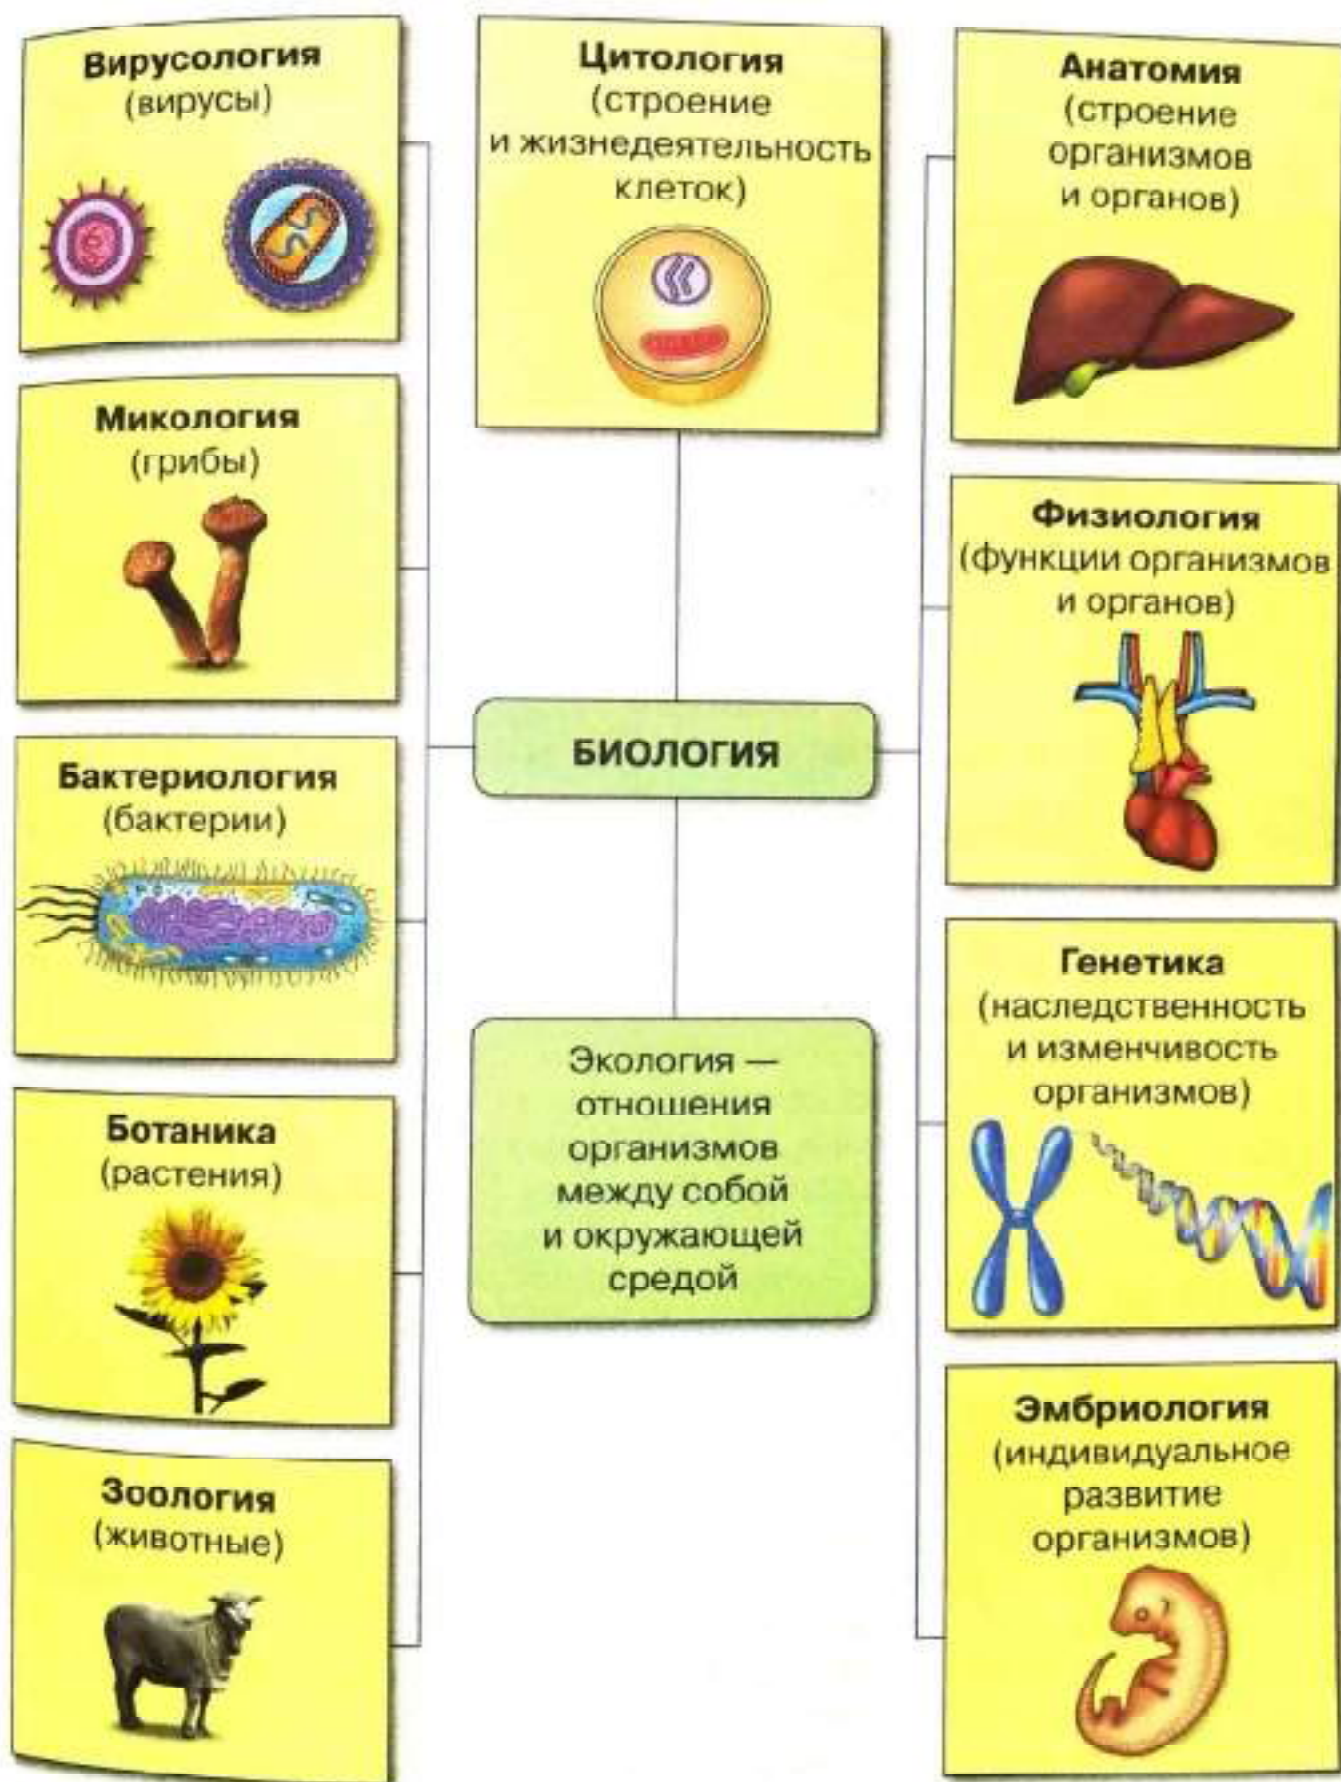 Вирусология
(вирусы)
Микология
(грибы)
Бактериология
(бактерии)
Ботаника
(растения)
Зоология
(животные)
Цитология
(строение
и жизнедеятельность
клеток)
БИОЛОГИЯ
Экология —
отношения
организмов
между собой
и окружающей
средой
Анатомия
(строение
организмов
и органов)
Физиология
(функции организмов
и органов)
Генетика
(наследственность
и изменчивость
организмов)
Эмбриология
(индивидуальное
развитие
организмов)